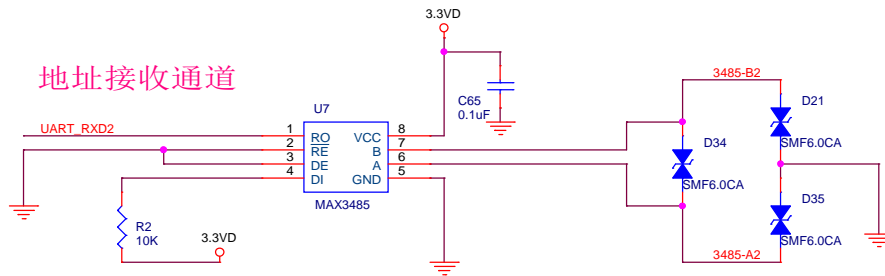 3.3VD
地址接收通道
C65
0.1uF
3485-B2
D21
SMF6.0CA
U7
UART_RXD2
1 RO VCC 8
2 RE B 7
3 DE A 6
4 DI GND 5
MAX3485
D34
SMF6.0CA
R2
10K
3.3VD
D35
SMF6.0CA
3485-A2